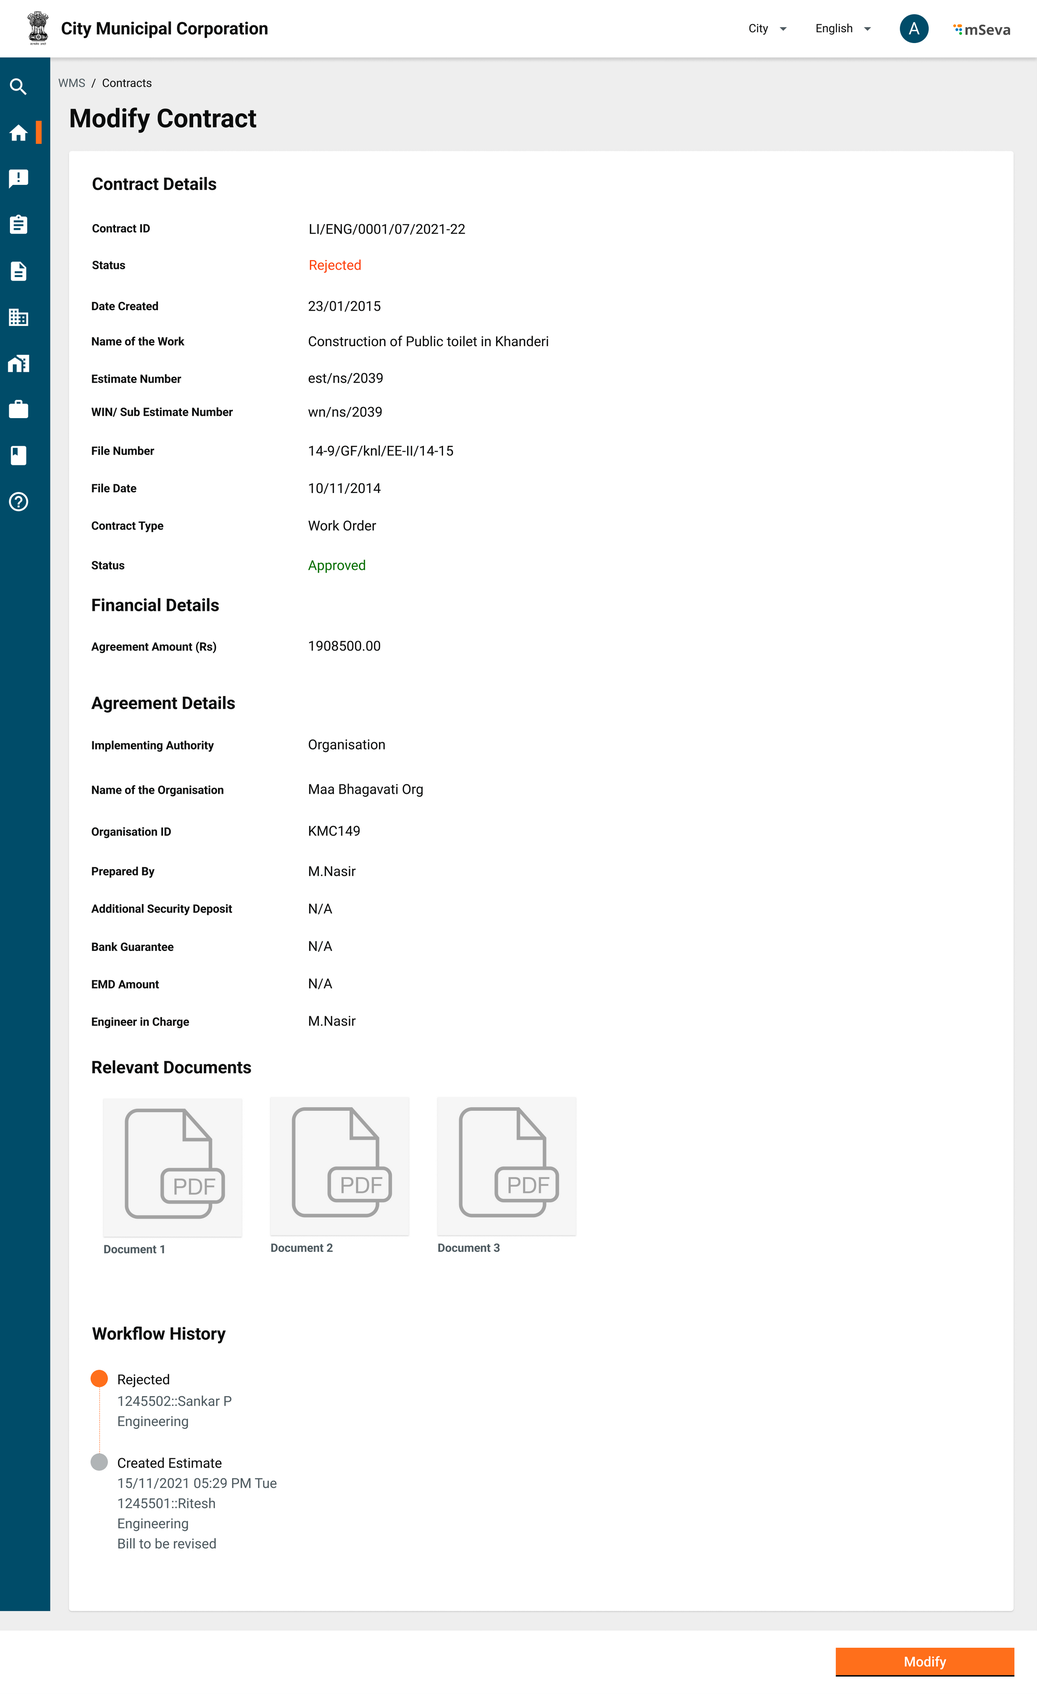 City Municipal Corporation
City
English
A
mSeva
WMS / Contracts
Modify Contract
Contract Details
Contract ID LI/ENG/0001/07/2021-22
Status Rejected
Date Created 23/01/2015
Name of the Work Construction of Public toilet in Khanderi
Estimate Number est/ns/2039
WIN/ Sub Estimate Number wn/ns/2039
File Number 14-9/GF/knl/EE-II/14-15
File Date 10/11/2014
Contract Type Work Order
Status Approved
Financial Details
Agreement Amount (Rs) 1908500.00
Agreement Details
Implementing Authority Organisation
Name of the Organisation Maa Bhagavati Org
Organisation ID KMC149
Prepared By M.Nasir
Additional Security Deposit N/A
Bank Guarantee N/A
EMD Amount N/A
Engineer in Charge M.Nasir
Relevant Documents
PDF PDF PDF
Document 1 Document 2 Document 3
Workflow History
Rejected
1245502::Sankar P
Engineering
Created Estimate
15/11/2021 05:29 PM Tue
1245501::Ritesh
Engineering
Bill to be revised
Modify